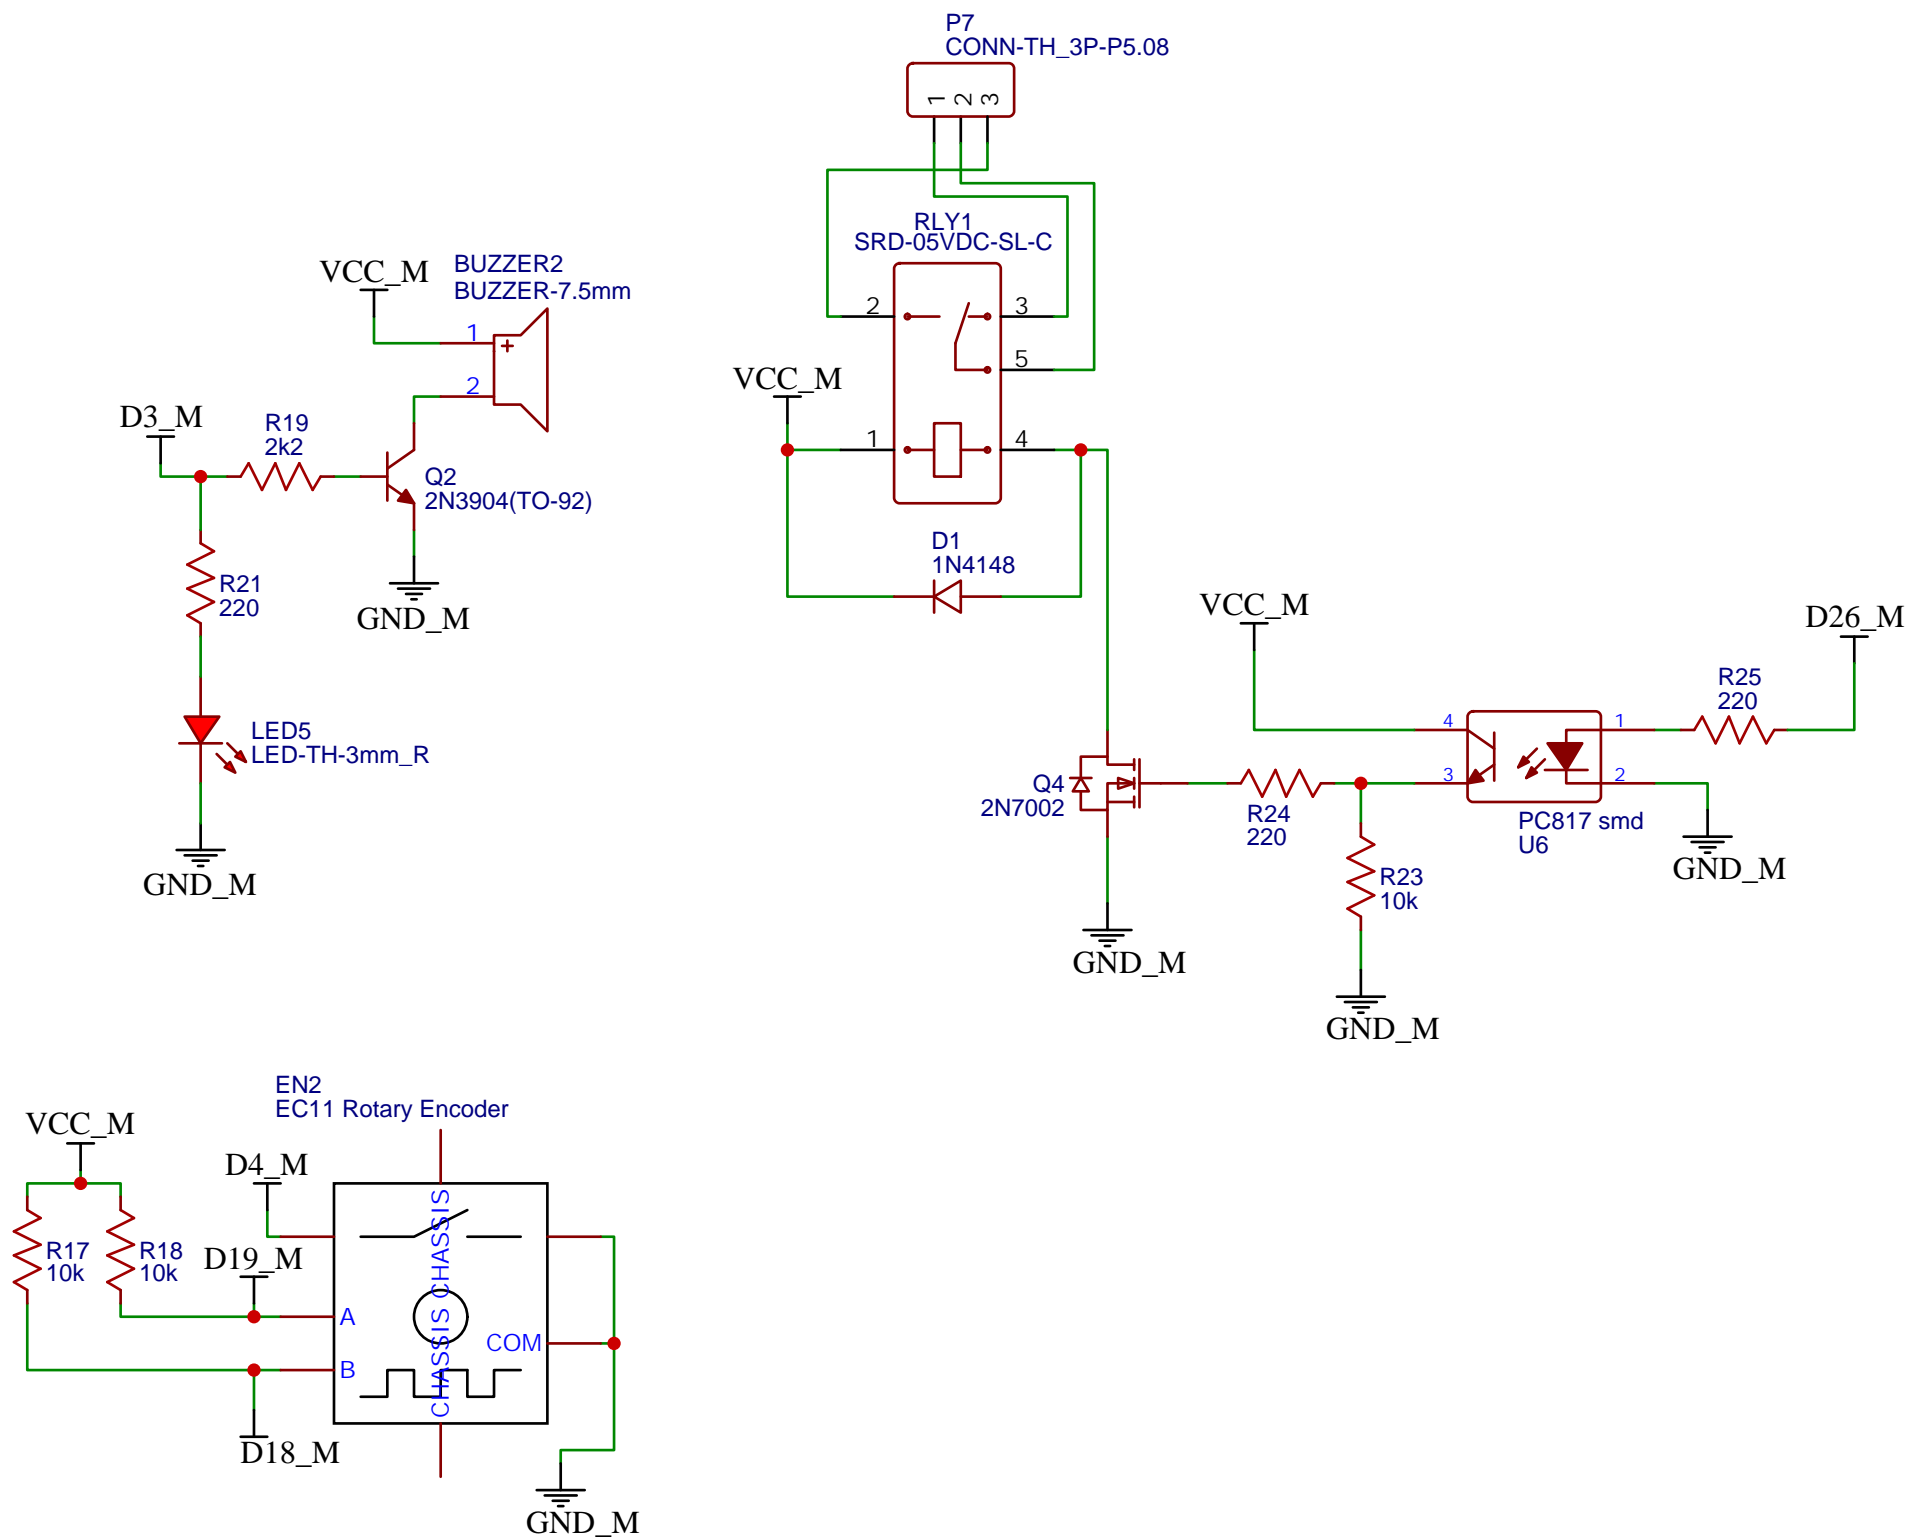 P7
CONN-TH_3P-P5.08
1 2 3
RLY1
SRD-05VDC-SL-C
2
3
5
1
4
VCC_M
D1
1N4148
VCC_M
BUZZER2
BUZZER-7.5mm
1
+
2
D3_M
R19
2k2
Q2
2N3904(TO-92)
GND_M
R21
220
LED5
LED-TH-3mm_R
GND_M
VCC_M
D26_M
R25
220
4
1
3
2
PC817 smd
U6
GND_M
Q4
2N7002
R24
220
R23
10k
GND_M
GND_M
EN2
EC11 Rotary Encoder
VCC_M
D4_M
R17
10k
R18
10k
D19_M
A
B
COM
CHASSIS CHASSIS
D18_M
GND_M